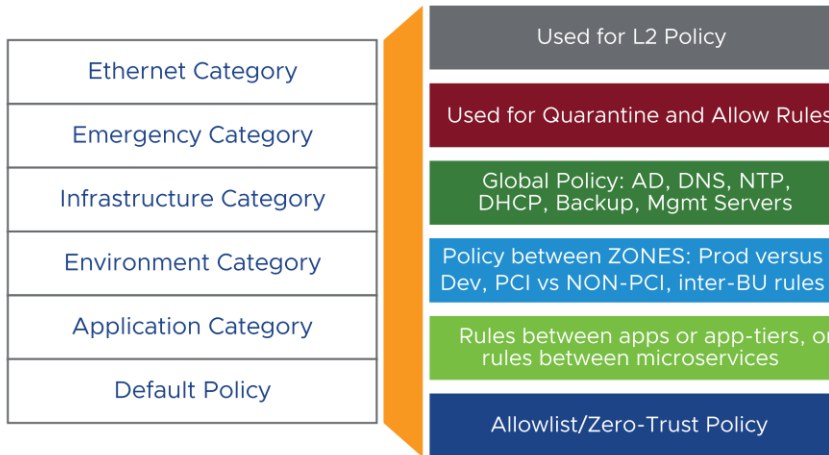 Ethernet Category
Emergency Category
Infrastructure Category
Environment Category
Application Category
Default Policy
Used for L2 Policy
Used for Quarantine and Allow Rules
Global Policy: AD, DNS, NTP,
DHCP, Backup, Mgmt Servers
Policy between ZONES: Prod versus
Dev, PCI vs NON-PCI, inter-BU rules
Rules between apps or app-tiers, or
rules between microservices
Allowlist/Zero-Trust Policy